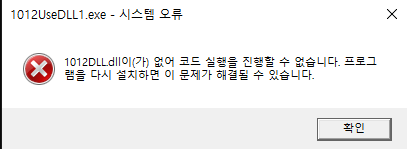 1012UseDLL1.exe - 시스템 오류
1012DLL.dll이(가) 없어 코드 실행을 진행할 수 없습니다. 프로그
램을 다시 설치하면 이 문제가 해결될 수 있습니다.
확인